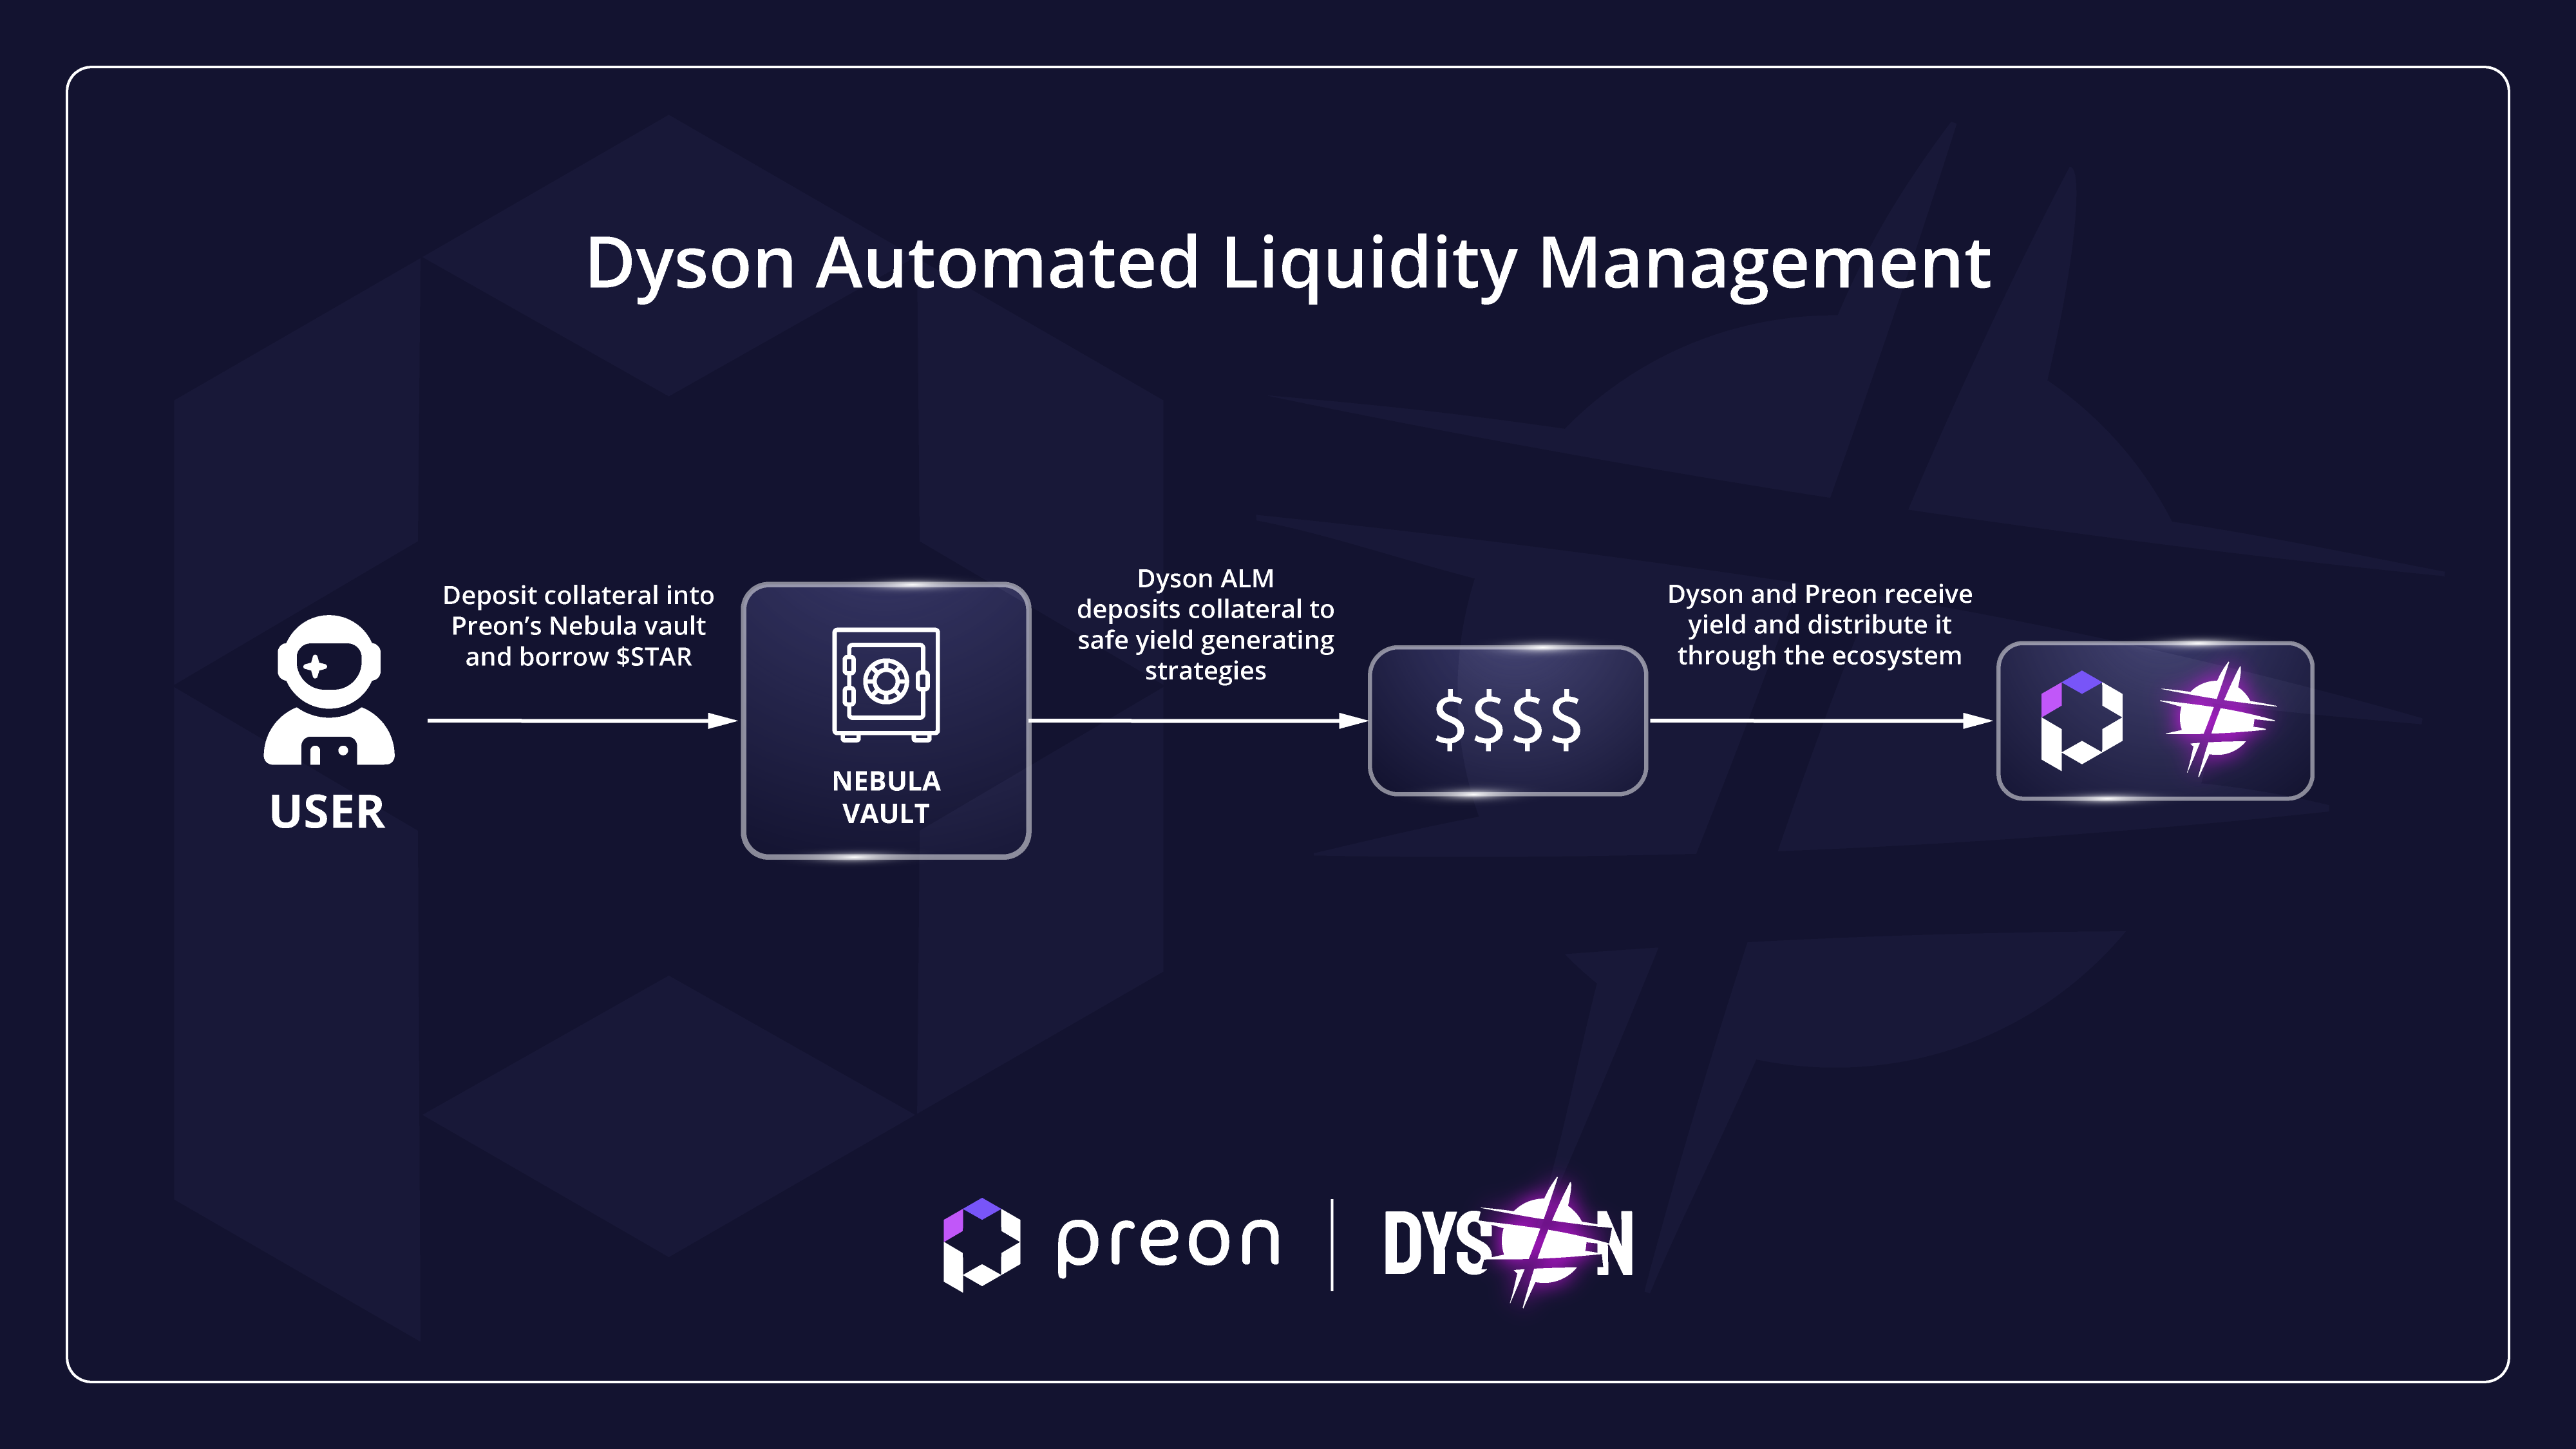 Dyson Automated Liquidity Management
Deposit collateral into
Preon’s Nebula vault
and borrow $STAR
USER
NEBULA
VAULT
Dyson ALM
deposits collateral to
safe yield generating
strategies
$$$$
Dyson and Preon receive
yield and distribute it
through the ecosystem
preon
DYSON